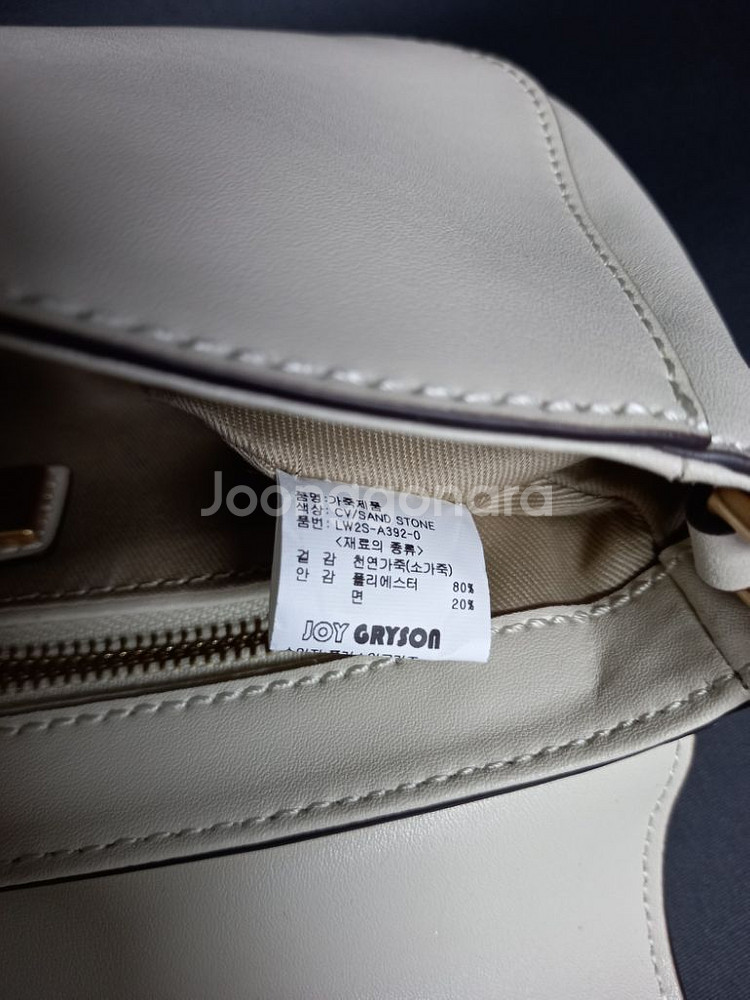 Joongoonara
품명:가죽제품
색상:CV/SAND STONE
품번:LW2S-A392-0
<재료의 종류>
겉 감 천연가죽(소가죽)
안 감 폴리에스터 80%
면 20%
JOY GRYSON